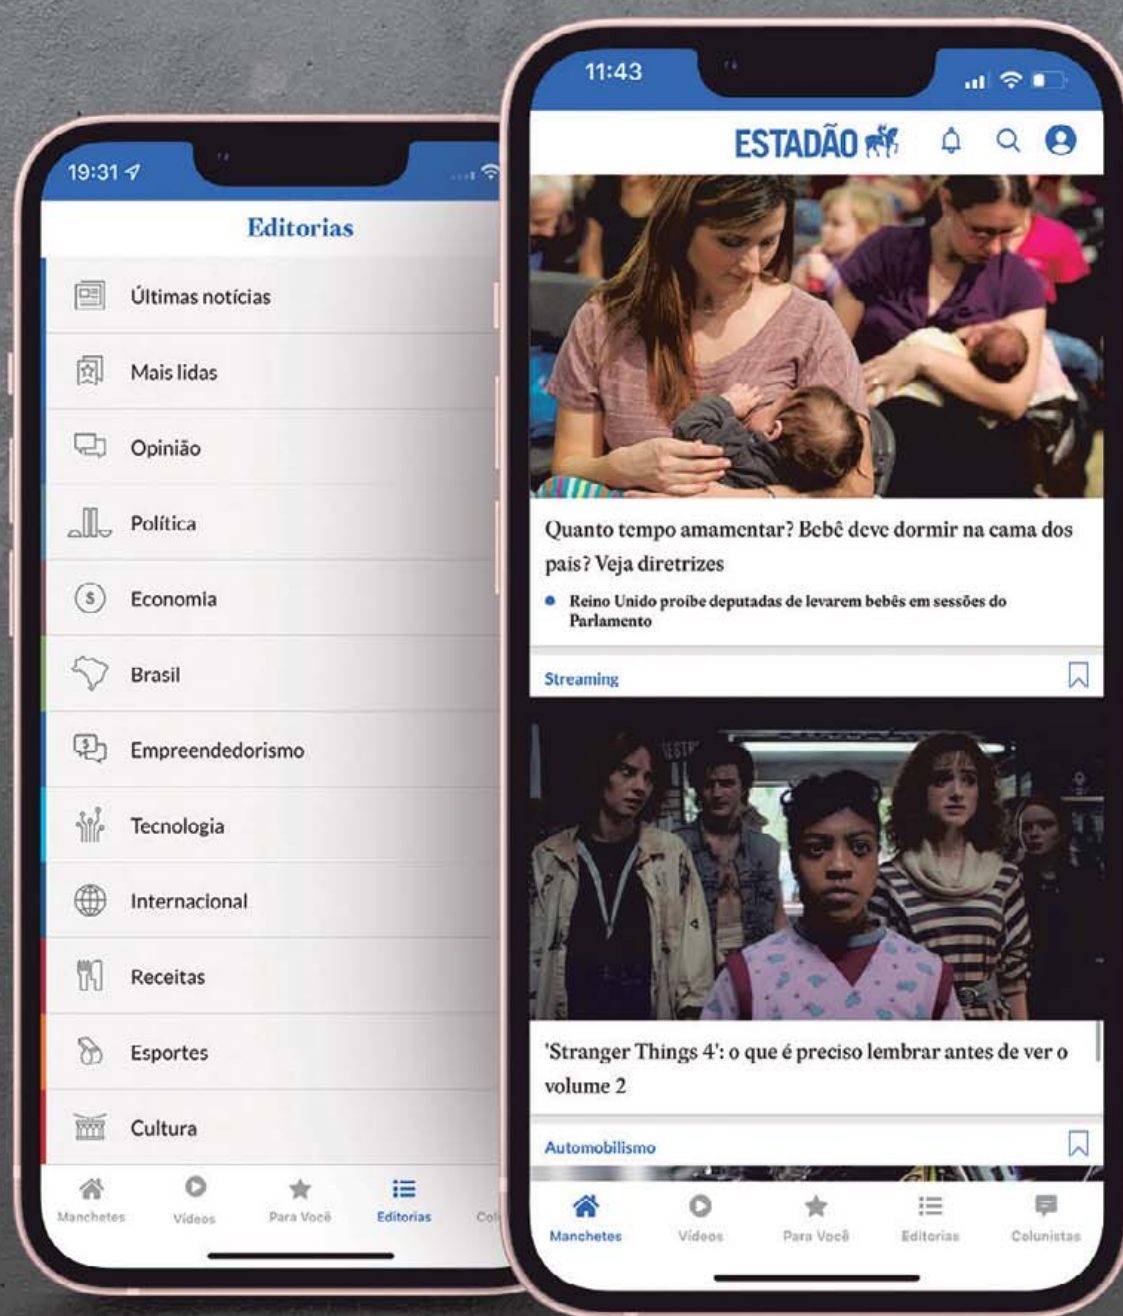 19:31
Editorias
Últimas notícias
Mais lidas
Opinião
Política
Economia
Brasil
Empreendedorismo
Tecnologia
Internacional
Receitas
Esportes
Cultura
Manchetes
Vídeos
Para Você
Editorias
11:43
ESTADÃO
Quanto tempo amamentar? Bebê deve dormir na cama dos
pais? Veja diretrizes
Reino Unido proíbe deputadas de levarem bebês em sessões do
Parlamento
Streaming
'Stranger Things 4': o que é preciso lembrar antes de ver o
volume 2
Automobilismo
Manchetes
Vídeos
Para Você
Editorias
Colunistas